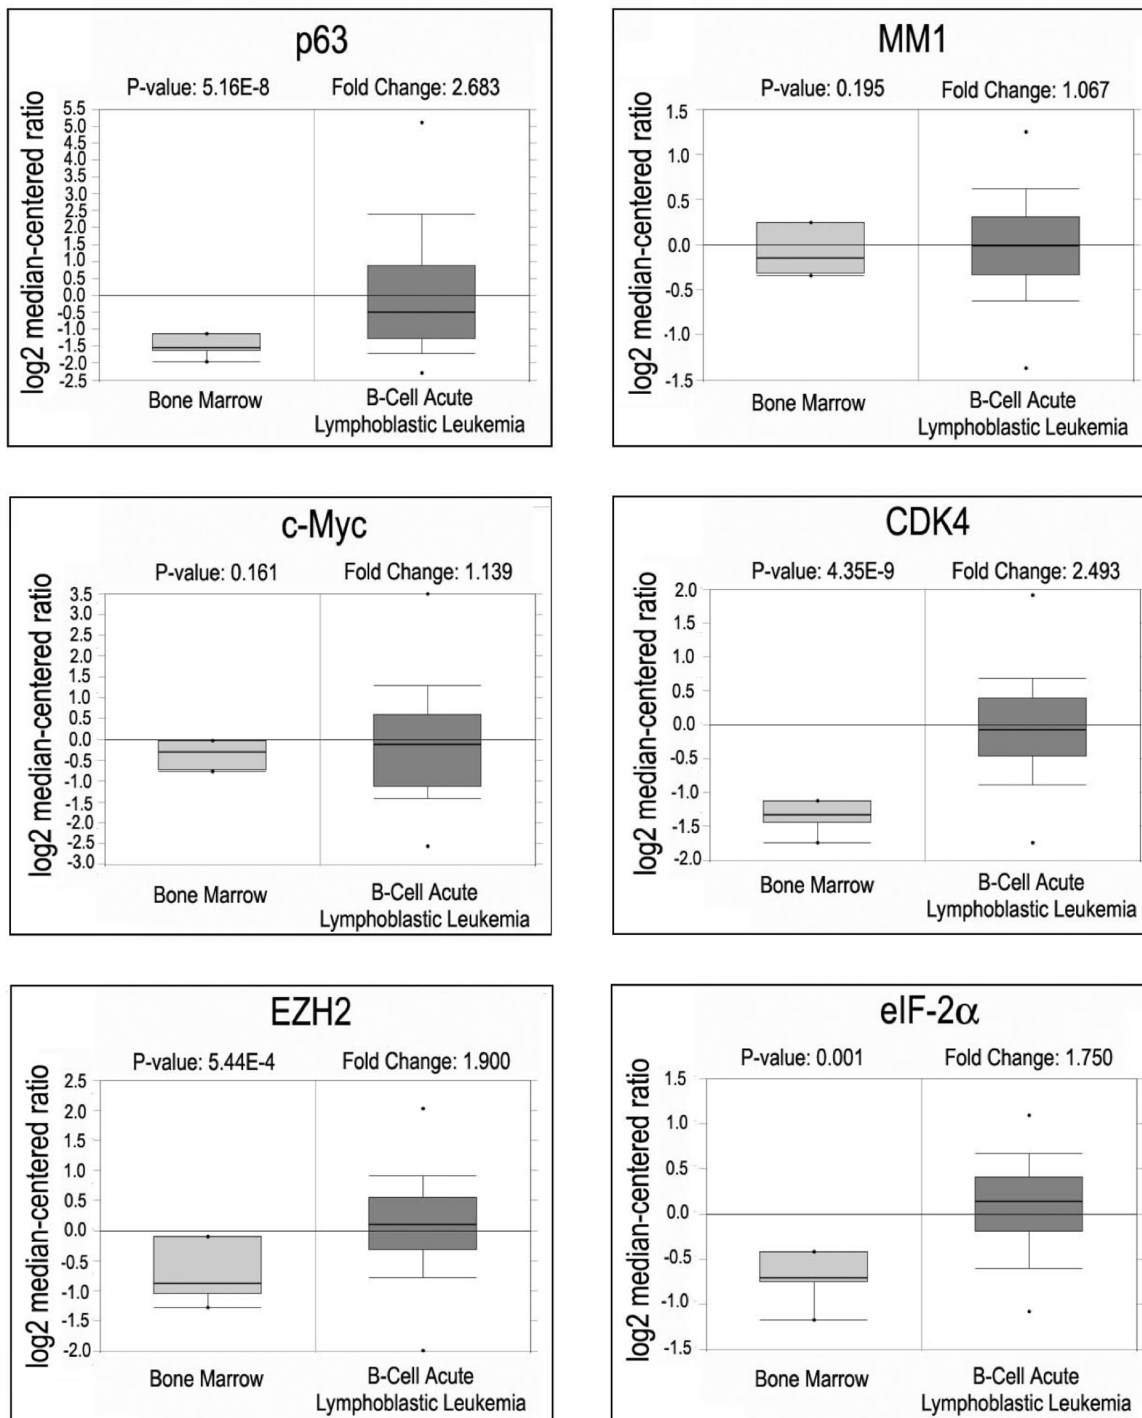 p63
P-value: 5.16E-8 Fold Change: 2.683
log2 median-centered ratio
5.5
5.0
4.5
4.0
3.5
3.0
2.5
2.0
1.5
1.0
0.5
0.0
-0.5
-1.0
-1.5
-2.0
-2.5
Bone Marrow
B-Cell Acute
Lymphoblastic Leukemia
MM1
P-value: 0.195 Fold Change: 1.067
log2 median-centered ratio
1.5
1.0
0.5
0.0
-0.5
-1.0
-1.5
Bone Marrow
B-Cell Acute
Lymphoblastic Leukemia
c-Myc
P-value: 0.161 Fold Change: 1.139
log2 median-centered ratio
3.5
3.0
2.5
2.0
1.5
1.0
0.5
0.0
-0.5
-1.0
-1.5
-2.0
-2.5
-3.0
Bone Marrow
B-Cell Acute
Lymphoblastic Leukemia
CDK4
P-value: 4.35E-9 Fold Change: 2.493
log2 median-centered ratio
2.0
1.5
1.0
0.5
0.0
-0.5
-1.0
-1.5
-2.0
Bone Marrow
B-Cell Acute
Lymphoblastic Leukemia
EZH2
P-value: 5.44E-4 Fold Change: 1.900
log2 median-centered ratio
2.5
2.0
1.5
1.0
0.5
0.0
-0.5
-1.0
-1.5
-2.0
Bone Marrow
B-Cell Acute
Lymphoblastic Leukemia
eIF-2α
P-value: 0.001 Fold Change: 1.750
log2 median-centered ratio
1.5
1.0
0.5
0.0
-0.5
-1.0
-1.5
Bone Marrow
B-Cell Acute
Lymphoblastic Leukemia